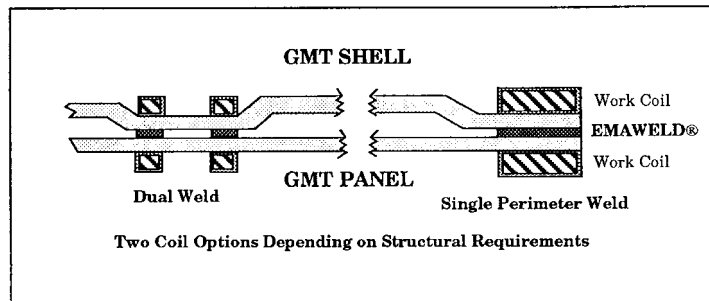 GMT SHELL
Work Coil
EMAWELD®
Work Coil
GMT PANEL
Dual Weld
Single Perimeter Weld
Two Coil Options Depending on Structural Requirements